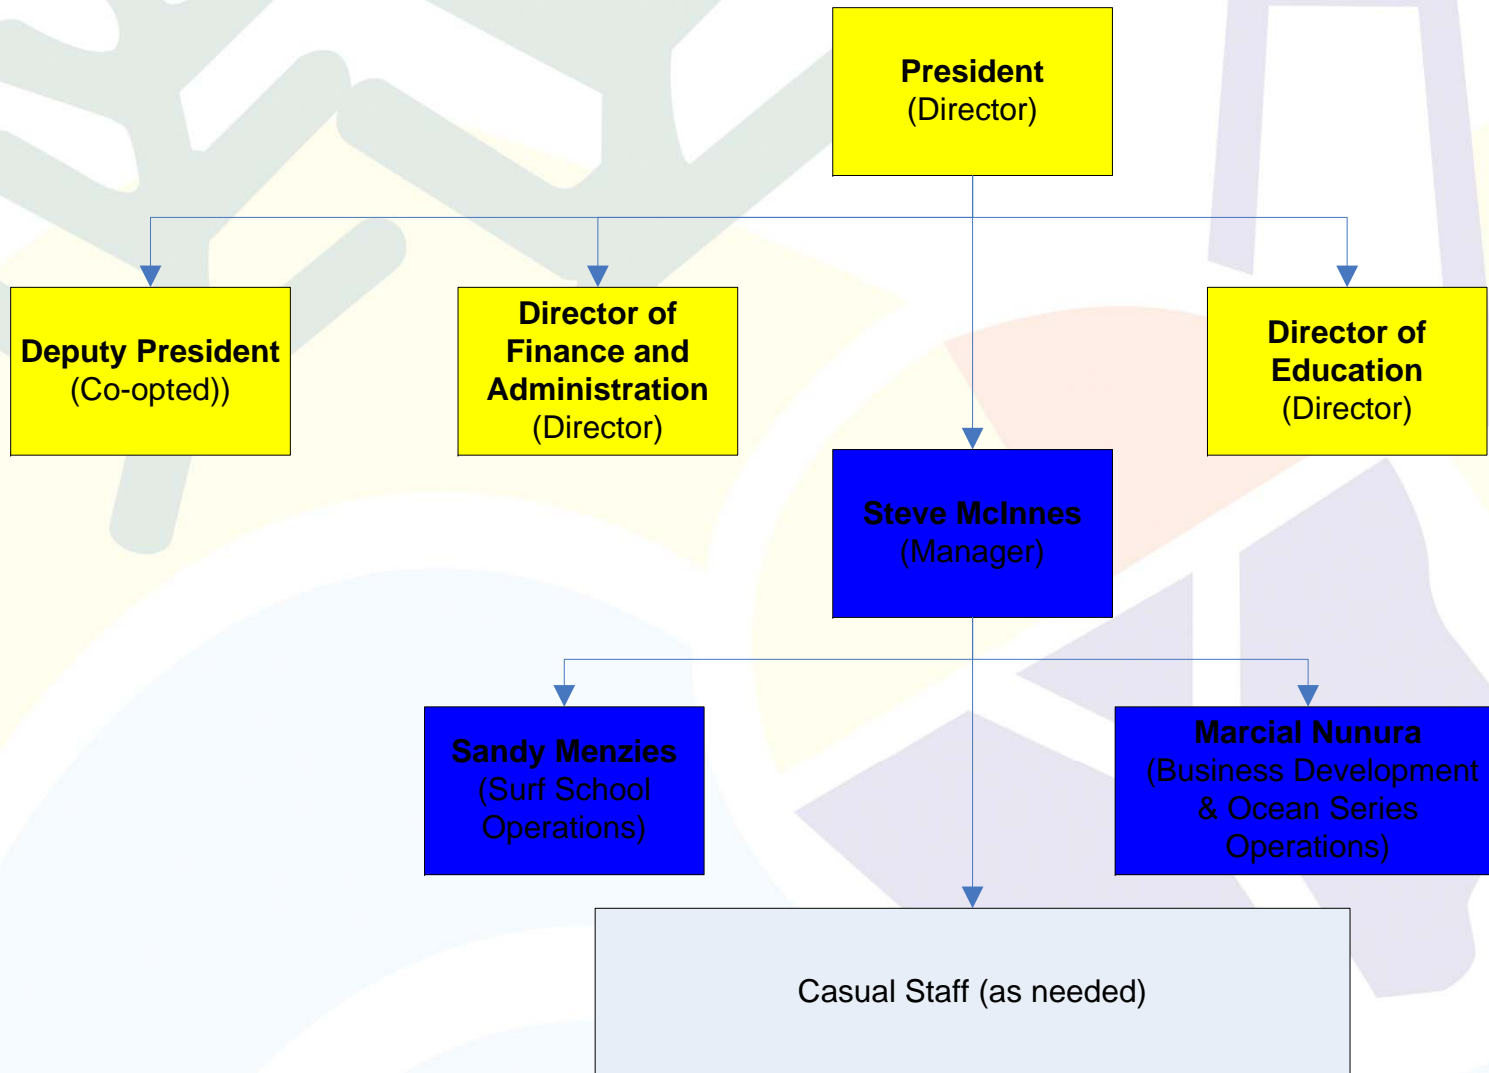 President
(Director)
Deputy President
(Co-opted))
Director of
Finance and
Administration
(Director)
Director of
Education
(Director)
Steve McInnes
(Manager)
Sandy Menzies
(Surf School
Operations)
Marcial Nunura
(Business Development
& Ocean Series
Operations)
Casual Staff (as needed)